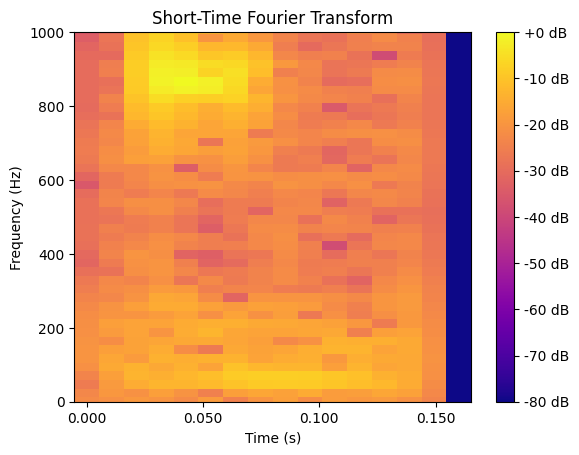 Short-Time Fourier Transform
1000
800
600
400
200
0
Frequency (Hz)
0.000
0.050
0.100
0.150
Time (s)
+0 dB
-10 dB
-20 dB
-30 dB
-40 dB
-50 dB
-60 dB
-70 dB
-80 dB